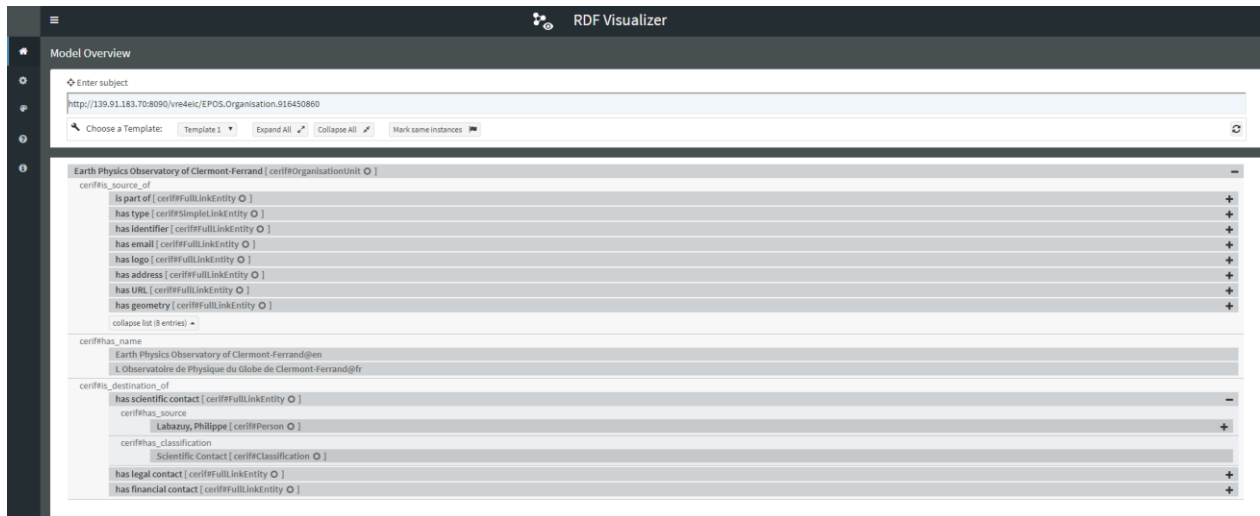 RDF Visualizer
Model Overview
Enter subject
http://139.91.183.70:8090/vre4eic/EPOS.Organisation.916450860
Choose a Template: Template 1 Expand All Collapse All Mark same instances
Earth Physics Observatory of Clermont-Ferrand [ cerif#OrganisationUnit ]
cerif#is_source_of
is part of [ cerif#FullLinkEntity ]
has type [ cerif#SimpleLinkEntity ]
has identifier [ cerif#FullLinkEntity ]
has email [ cerif#FullLinkEntity ]
has logo [ cerif#FullLinkEntity ]
has address [ cerif#FullLinkEntity ]
has URL [ cerif#FullLinkEntity ]
has geometry [ cerif#FullLinkEntity ]
collapse list (8 entries)
cerif#has_name
Earth Physics Observatory of Clermont-Ferrand@en
L Observatoire de Physique du Globe de Clermont-Ferrand@fr
cerif#is_destination_of
has scientific contact [ cerif#FullLinkEntity ]
cerif#has_source
Labazuy, Philippe [ cerif#Person ]
cerif#has_classification
Scientific Contact [ cerif#Classification ]
has legal contact [ cerif#FullLinkEntity ]
has financial contact [ cerif#FullLinkEntity ]